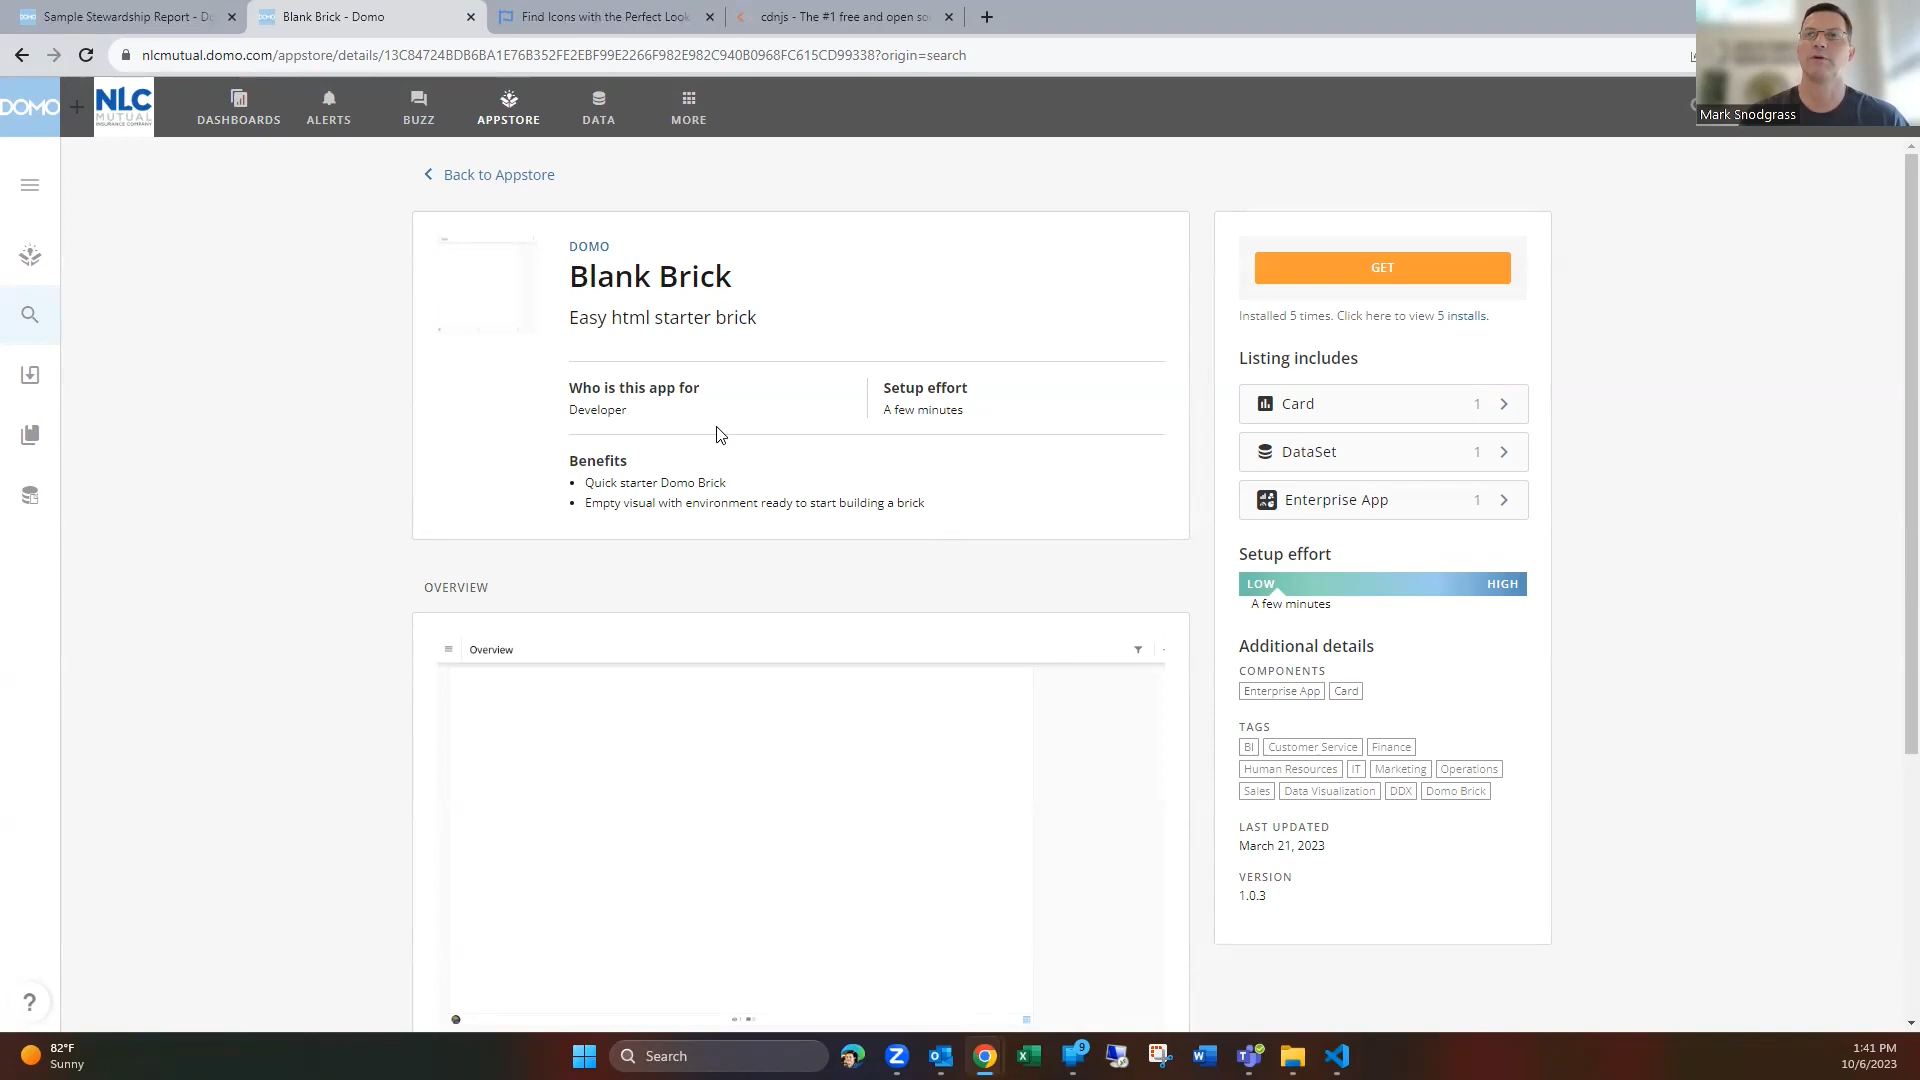 Sample Stewardship Report - Do
Blank Brick - Domo
Find Icons with the Perfect Look
cdnjs - The #1 free and open so
nlcmutual.domo.com/appstore/details/13C84724BDB6BA1E76B352FE2EBF99E2266F982E982C940B0968FC615CD99338?origin=search
DOMO
NLC
MUTUAL
INSURANCE COMPANY
DASHBOARDS
ALERTS
BUZZ
APPSTORE
DATA
MORE
Mark Snodgrass
Back to Appstore
DOMO
Blank Brick
Easy html starter brick
Who is this app for
Developer
Setup effort
A few minutes
Benefits
• Quick starter Domo Brick
• Empty visual with environment ready to start building a brick
OVERVIEW
Overview
GET
Installed 5 times. Click here to view 5 installs.
Listing includes
Card 1
DataSet 1
Enterprise App 1
Setup effort
LOW HIGH
A few minutes
Additional details
COMPONENTS
Enterprise App Card
TAGS
BI Customer Service Finance
Human Resources IT Marketing Operations
Sales Data Visualization DDX Domo Brick
LAST UPDATED
March 21, 2023
VERSION
1.0.3
?
82°F
Sunny
Search
9
1:41 PM
10/6/2023